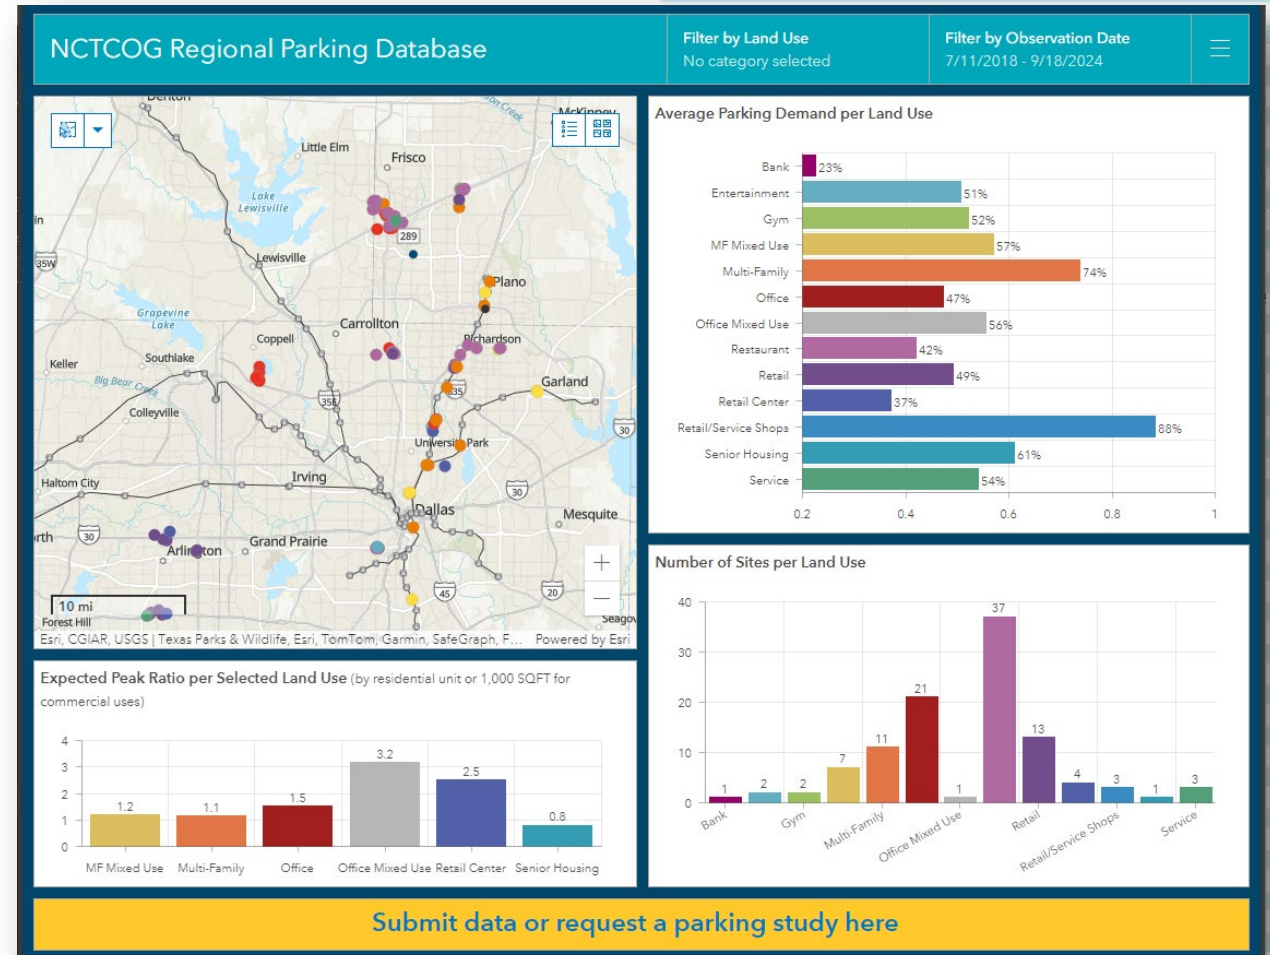 NCTCOG Regional Parking Database
Filter by Land Use
No category selected
Filter by Observation Date
7/11/2018 - 9/18/2024
Denton
McKinney
Little Elm
Frisco
Lake
Lewisville
289
35W
Lewisville
Plano
Grapevine
Lake
Carrollton
Coppell
Richardson
Keller
Southlake
Big Bear Creek
Garland
35E
635
Colleyville
30
University Park
Irving
Haltom City
30
Dallas
Mesquite
rth
30
Arlington
Grand Prairie
45
20
10 mi
Forest Hill
Seagov
Esri, CGIAR, USGS | Texas Parks & Wildlife, Esri, TomTom, Garmin, SafeGraph, F... Powered by Esri
Average Parking Demand per Land Use
Bank 23%
Entertainment 51%
Gym 52%
MF Mixed Use 57%
Multi-Family 74%
Office 47%
Office Mixed Use 56%
Restaurant 42%
Retail 49%
Retail Center 37%
Retail/Service Shops 88%
Senior Housing 61%
Service 54%
0.2 0.4 0.6 0.8 1
Number of Sites per Land Use
40
30
20
10
0
1 2 2 7 11 21 1 37 13 4 3 1 3
Bank Gym Multi-Family Office Mixed Use Retail Retail/Service Shops Service
Expected Peak Ratio per Selected Land Use (by residential unit or 1,000 SQFT for
commercial uses)
4
3
2
1
0
1.2 1.1 1.5 3.2 2.5 0.8
MF Mixed Use Multi-Family Office Office Mixed Use Retail Center Senior Housing
Submit data or request a parking study here